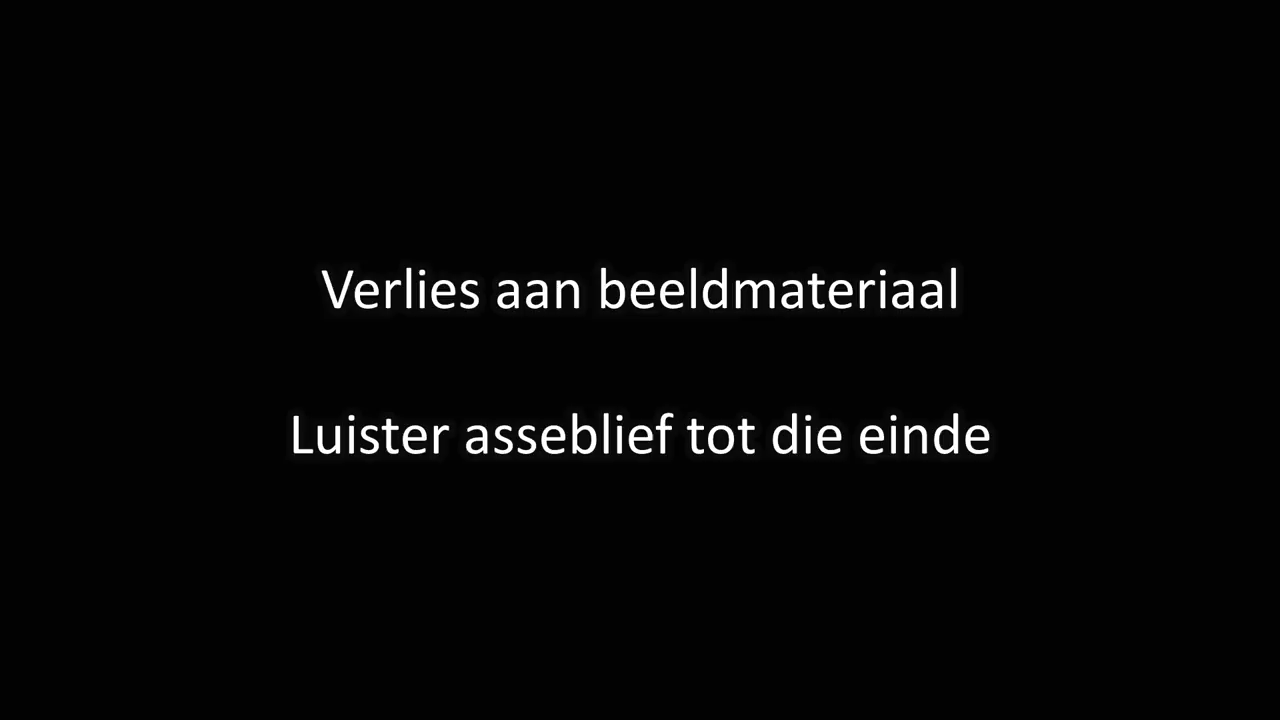 Verlies aan beeldmateriaal
Luister asseblief tot die einde